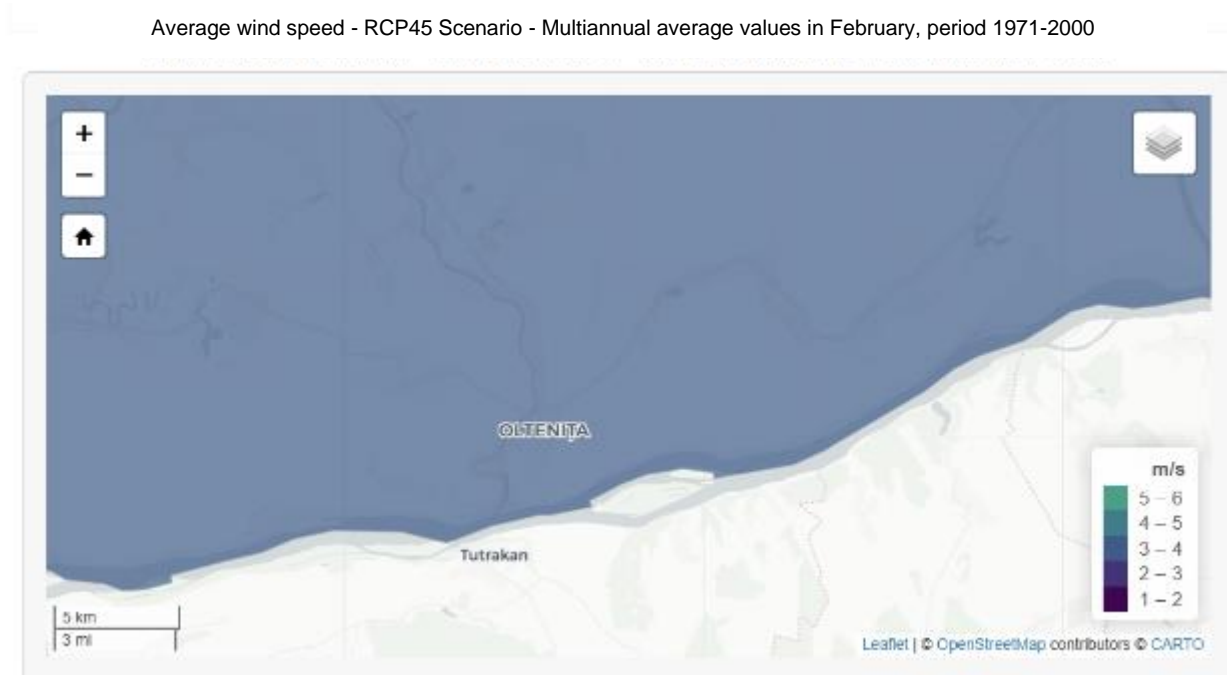 Average wind speed - RCP45 Scenario - Multiannual average values in February, period 1971-2000
+
−
OLTENIȚA
Tutrakan
m/s
5 – 6
4 – 5
3 – 4
2 – 3
1 – 2
5 km
3 mi
Leaflet | © OpenStreetMap contributors © CARTO